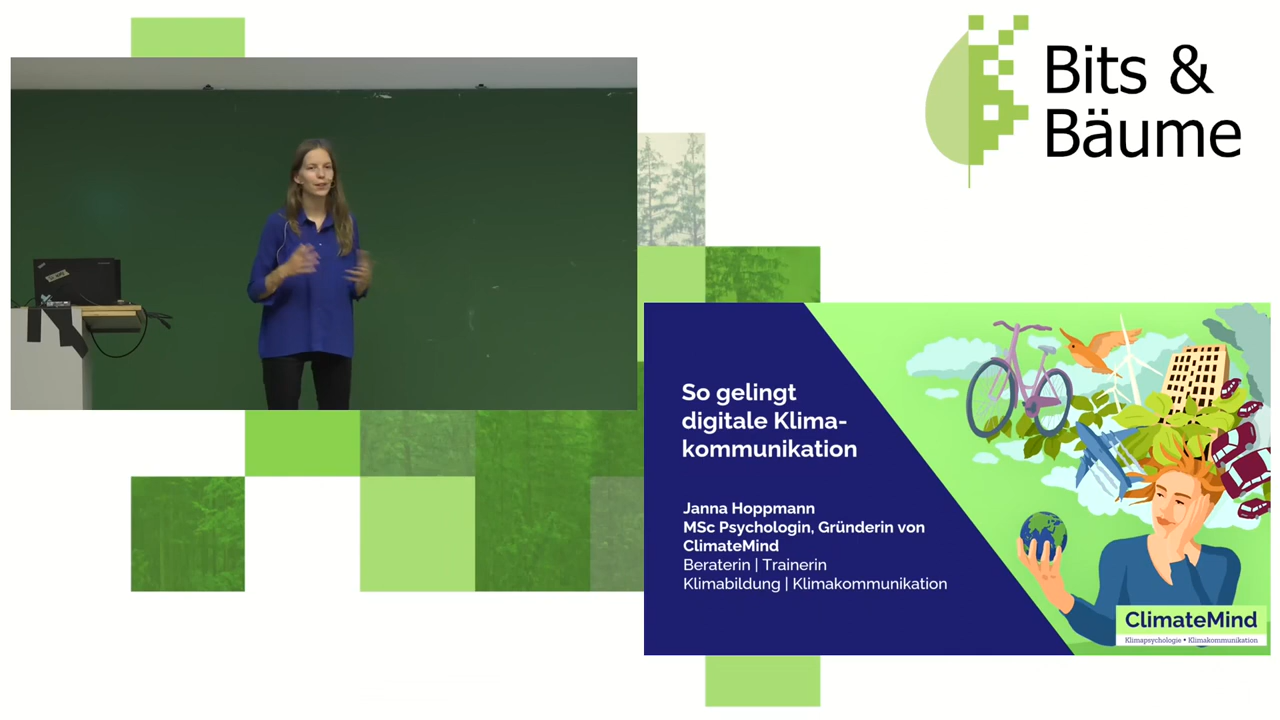 Bits &
Bäume
So gelingt
digitale Klima-
kommunikation
Janna Hoppmann
MSc Psychologin, Gründerin von
ClimateMind
Beraterin | Trainerin
Klimabildung | Klimakommunikation
ClimateMind
Klimapsychologie • Klimakommunikation